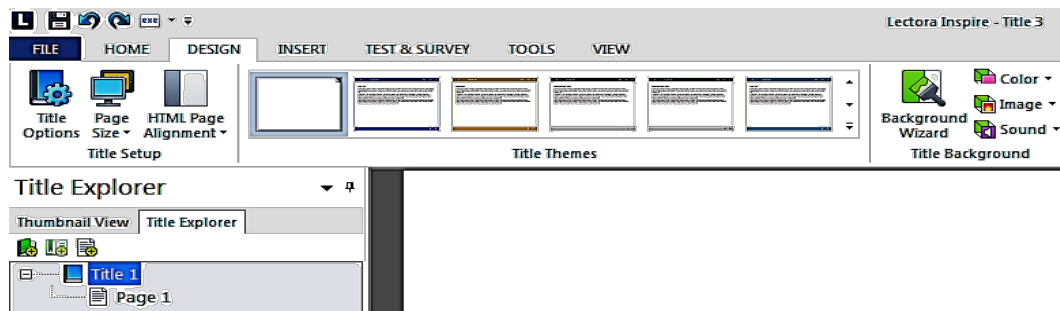 L exe Lectora Inspire - Title 3
FILE HOME DESIGN INSERT TEST & SURVEY TOOLS VIEW
Title Options
Page Size
HTML Page Alignment
Background Wizard
Color
Image
Sound
Title Setup
Title Themes
Title Background
Title Explorer
Thumbnail View Title Explorer
Title 1
Page 1